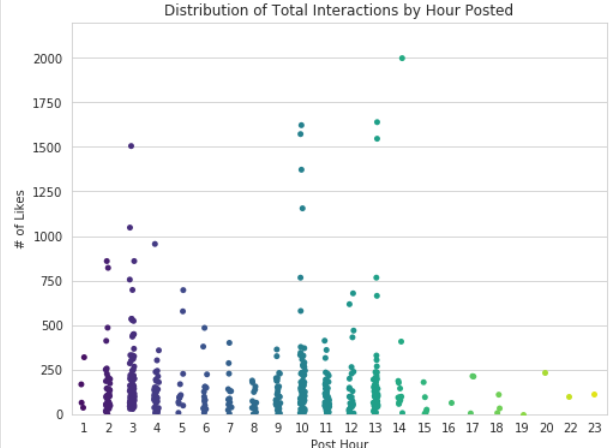 Distribution of Total Interactions by Hour Posted
# of Likes
2000
1750
1500
1250
1000
750
500
250
0
1 2 3 4 5 6 7 8 9 10 11 12 13 14 15 16 17 18 19 20 22 23
Post Hour